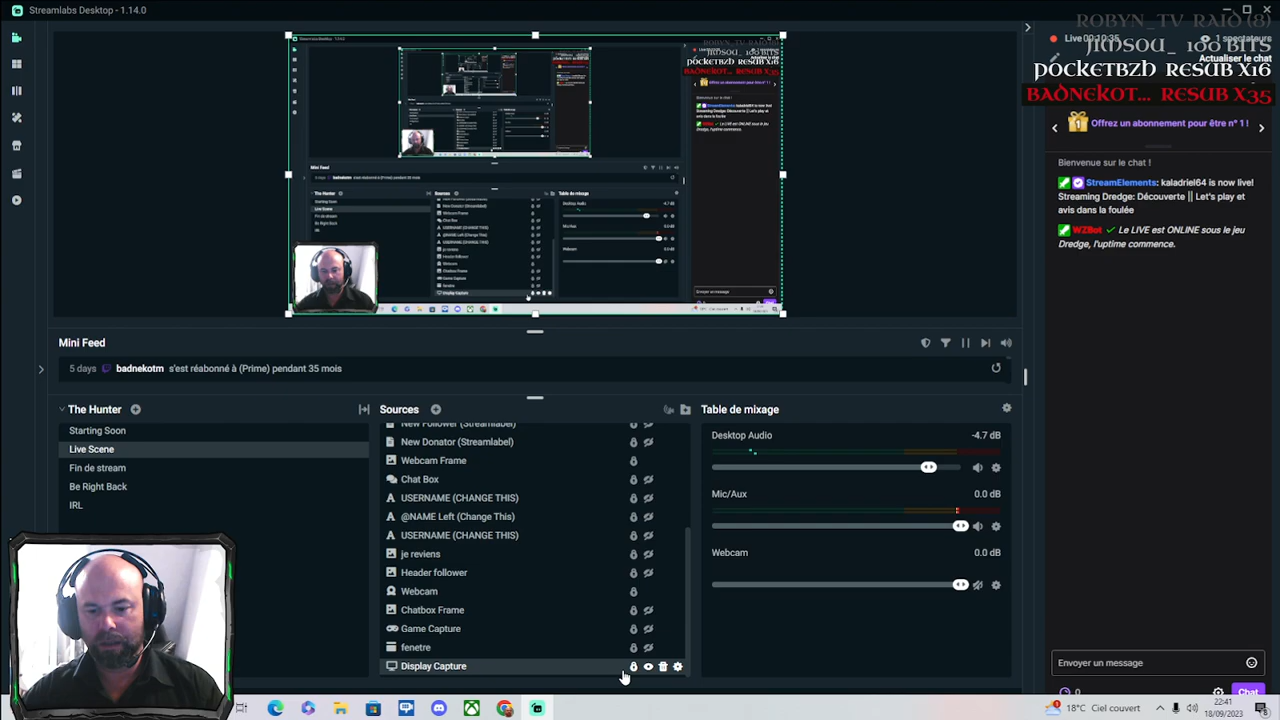 Streamlabs Desktop - 1.14.0
ROBYN_TV RAID (8)
Live 00:10:35
1 spectateurs
Actualiser le chat
POCKETBZH RESUB X16
BADNEKOT... RESUB X35
Offrez un abonnement pour être n° 1 !
Bienvenue sur le chat !
StreamElements: kaladriel64 is now live!
Streaming Dredge: Découverte || Let's play et
avis dans la foulée
WZBot Le LIVE est ONLINE sous le jou
Dredge, !uptime commence.
Mini Feed
5 days badnekotm s'est réabonné à (Prime) pendant 35 mois
The Hunter
Starting Soon
Live Scene
Fin de stream
Be Right Back
IRL
Sources
New Follower (Streamlabel)
New Donator (Streamlabel)
Webcam Frame
Chat Box
USERNAME (CHANGE THIS)
@NAME Left (Change This)
USERNAME (CHANGE THIS)
je reviens
Header follower
Webcam
Chatbox Frame
Game Capture
fenetre
Display Capture
Table de mixage
Desktop Audio -4.7 dB
Mic/Aux 0.0 dB
Webcam 0.0 dB
Envoyer un message
0
Chat
18°C Ciel couvert
22:41
18/09/2023